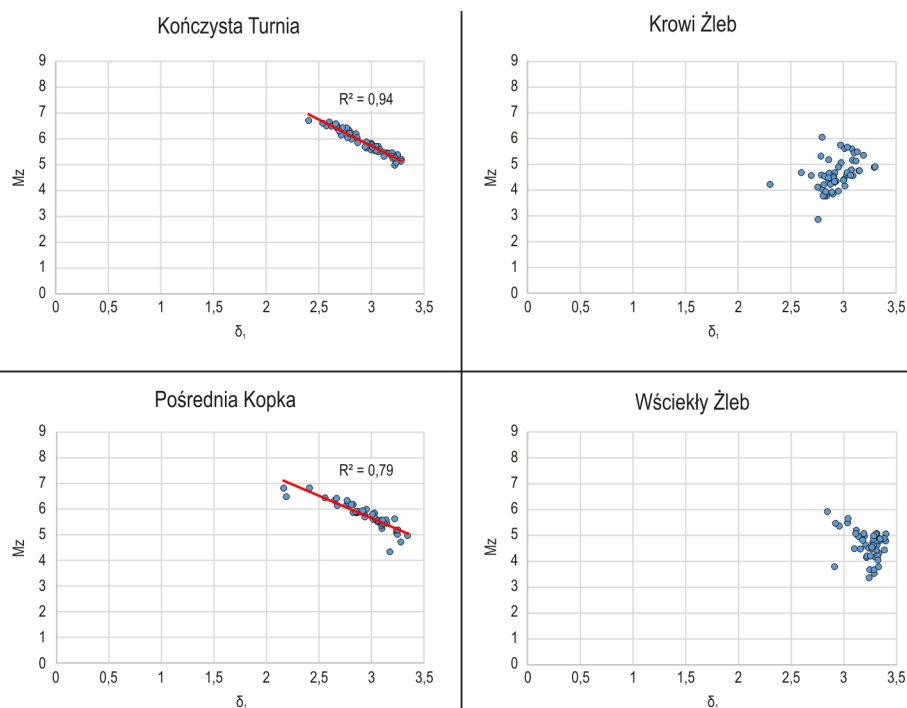 Kończysta Turnia
9
8
7
6
5
4
3
2
1
0
Mz
R² = 0,94
0 0,5 1 1,5 2 2,5 3 3,5
δ₁
Krowi Żleb
9
8
7
6
5
4
3
2
1
0
Mz
0 0,5 1 1,5 2 2,5 3 3,5
δ₁
Pośrednia Kopka
9
8
7
6
5
4
3
2
1
0
Mz
R² = 0,79
0 0,5 1 1,5 2 2,5 3 3,5
δ₁
Wściekły Żleb
9
8
7
6
5
4
3
2
1
0
Mz
0 0,5 1 1,5 2 2,5 3 3,5
δ₁